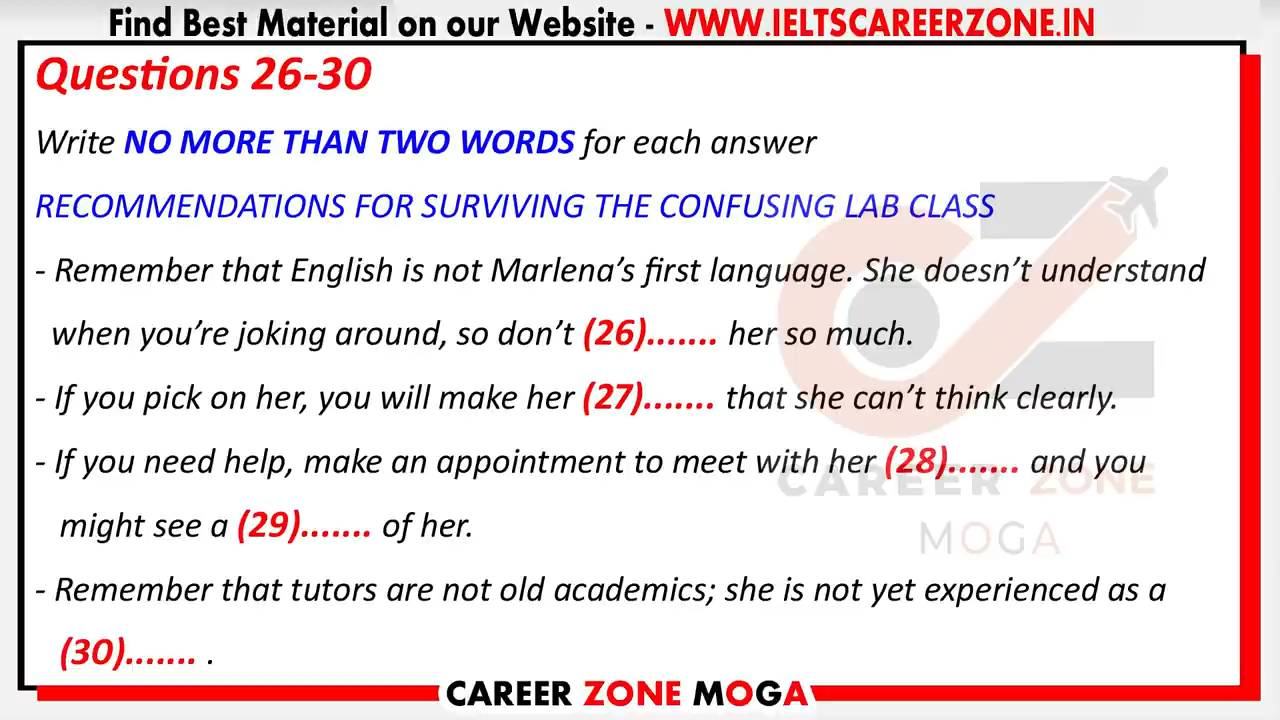 Find Best Material on our Website - WWW.IELTSCAREERZONE.IN
Questions 26-30
Write NO MORE THAN TWO WORDS for each answer
RECOMMENDATIONS FOR SURVIVING THE CONFUSING LAB CLASS
- Remember that English is not Marlena’s first language. She doesn’t understand
when you’re joking around, so don’t (26)....... her so much.
- If you pick on her, you will make her (27)....... that she can’t think clearly.
- If you need help, make an appointment to meet with her (28)....... and you
CAREER ZONE
might see a (29)....... of her.
MOGA
- Remember that tutors are not old academics; she is not yet experienced as a
(30)....... .
CAREER ZONE MOGA